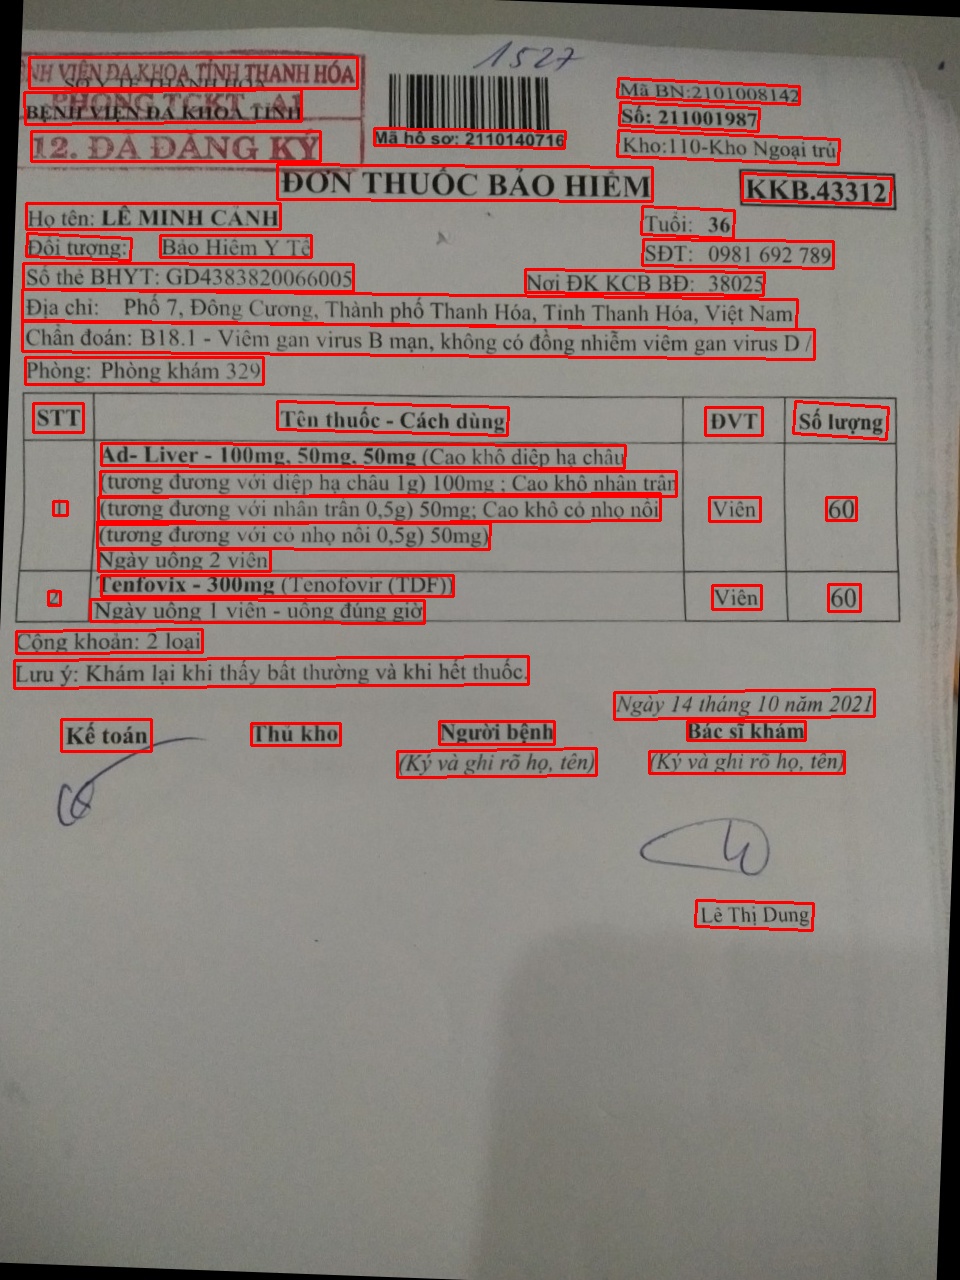 1527
BỆNH VIỆN ĐA KHOA TỈNH THANH HÓA
SỞ Y TẾ THANH HÓA
PHÒNG TCKT
BỆNH VIỆN ĐA KHOA TỈNH
12. ĐÃ ĐĂNG KÝ
Mã hồ sơ: 2110140716
Mã BN:2101008142
Số: 211001987
Kho:110-Kho Ngoại trú
ĐƠN THUỐC BẢO HIỂM
KKB.43312
Họ tên: LÊ MINH CẢNH
Tuổi: 36
Đối tượng: Bảo Hiểm Y Tế
SĐT: 0981 692 789
Số thẻ BHYT: GD4383820066005
Nơi ĐK KCB BĐ: 38025
Địa chỉ: Phố 7, Đông Cương, Thành phố Thanh Hóa, Tỉnh Thanh Hóa, Việt Nam
Chẩn đoán: B18.1 - Viêm gan virus B mạn, không có đồng nhiễm viêm gan virus D /
Phòng: Phòng khám 329
STT Tên thuốc - Cách dùng ĐVT Số lượng
1 Ad- Liver - 100mg, 50mg, 50mg (Cao khô diệp hạ châu
(tương đương với diệp hạ châu 1g) 100mg ; Cao khô nhân trần
(tương đương với nhân trần 0,5g) 50mg; Cao khô cỏ nhọ nồi Viên 60
(tương đương với cỏ nhọ nồi 0,5g) 50mg)
Ngày uống 2 viên
2 Tenfovix - 300mg (Tenofovir (TDF)) Viên 60
Ngày uống 1 viên - uống đúng giờ
Cộng khoản: 2 loại
Lưu ý: Khám lại khi thấy bất thường và khi hết thuốc.
Ngày 14 tháng 10 năm 2021
Kế toán Thủ kho Người bệnh Bác sĩ khám
(Ký và ghi rõ họ, tên) (Ký và ghi rõ họ, tên)
Lê Thị Dung